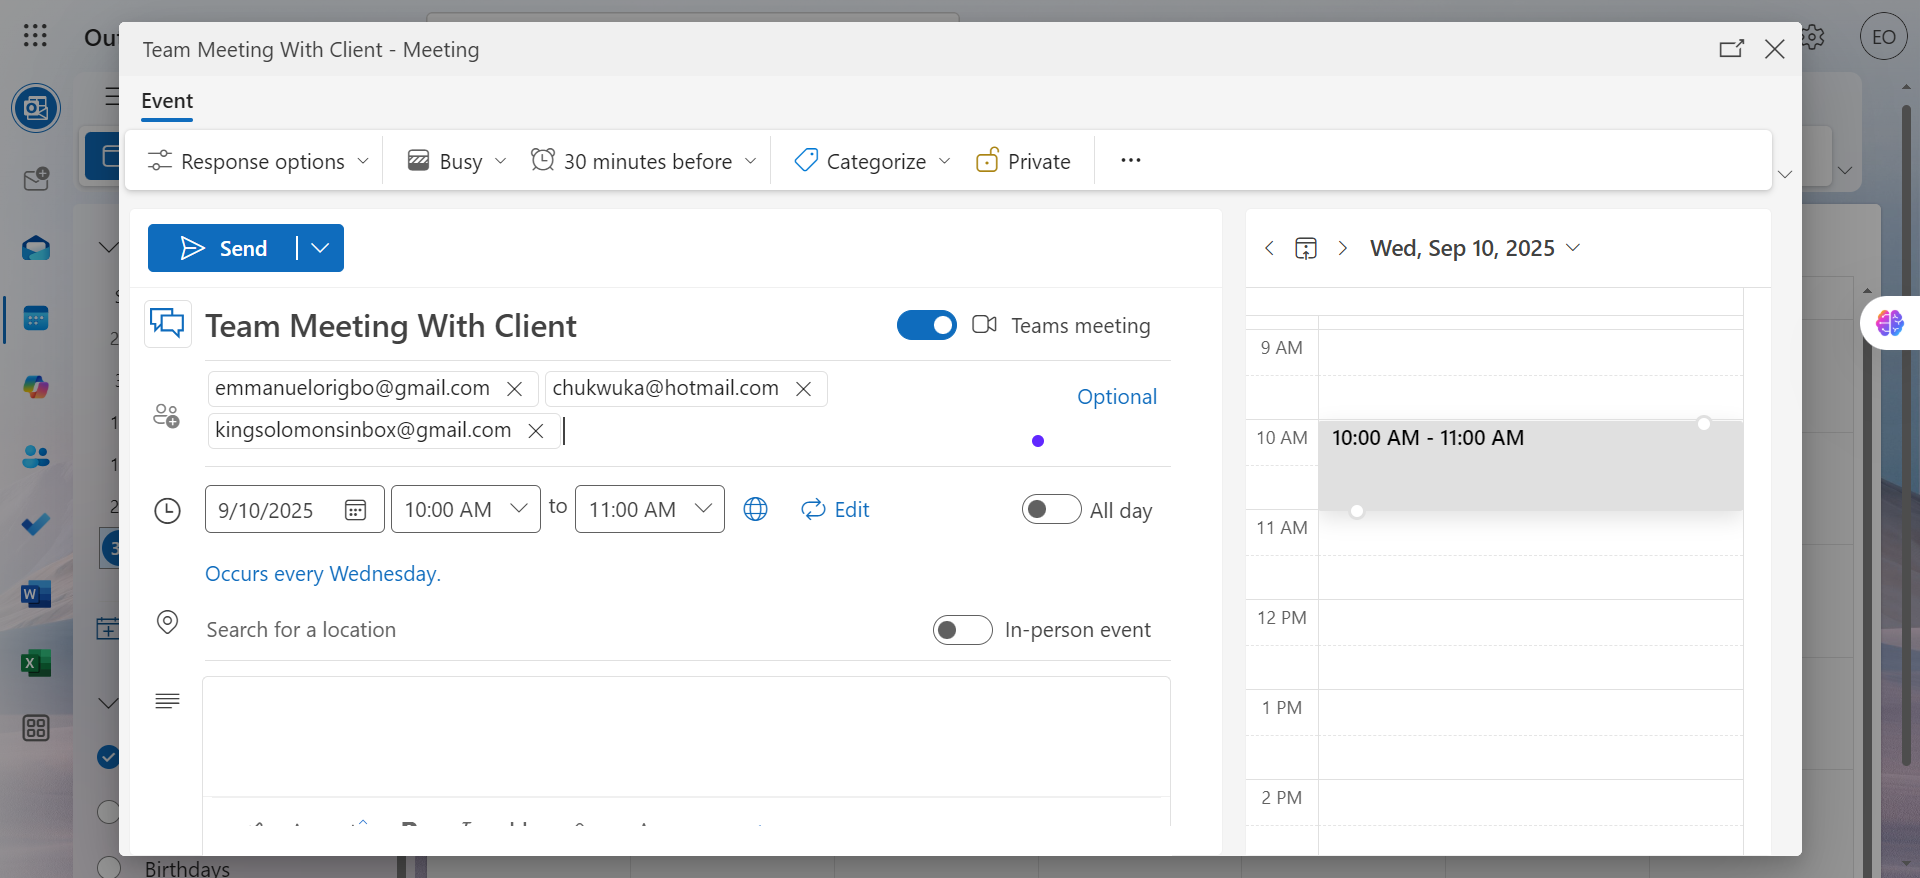 Out
EO
Team Meeting With Client - Meeting
Event
Response options
Busy
30 minutes before
Categorize
Private
Send
Wed, Sep 10, 2025
Team Meeting With Client
Teams meeting
emmanuelorigbo@gmail.com
chukwuka@hotmail.com
Optional
kingsolomonsinbox@gmail.com
9/10/2025
10:00 AM
to
11:00 AM
Edit
All day
Occurs every Wednesday.
Search for a location
In-person event
9 AM
10 AM
10:00 AM - 11:00 AM
11 AM
12 PM
1 PM
2 PM
Birthdays